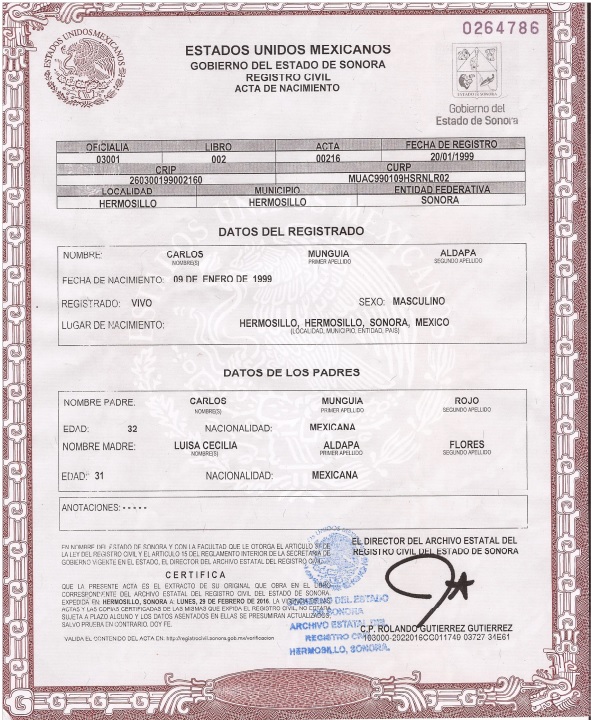 0264786
ESTADOS UNIDOS MEXICANOS
ESTADOS UNIDOS MEXICANOS
GOBIERNO DEL ESTADO DE SONORA
REGISTRO CIVIL
ACTA DE NACIMIENTO
ESTADO DE SONORA
Gobierno del
Estado de Sonora
OFICIALIA LIBRO ACTA FECHA DE REGISTRO
03001 002 00216 20/01/1999
CRIP CURP
260300199002160 MUAC990109HSRNLR02
LOCALIDAD MUNICIPIO ENTIDAD FEDERATIVA
HERMOSILLO HERMOSILLO SONORA
DATOS DEL REGISTRADO
NOMBRE: CARLOS MUNGUIA ALDAPA
NOMBRE(S) PRIMER APELLIDO SEGUNDO APELLIDO
FECHA DE NACIMIENTO: 09 DE ENERO DE 1999
REGISTRADO: VIVO SEXO: MASCULINO
LUGAR DE NACIMIENTO: HERMOSILLO, HERMOSILLO, SONORA, MEXICO
(LOCALIDAD, MUNICIPIO, ENTIDAD, PAIS)
DATOS DE LOS PADRES
NOMBRE PADRE: CARLOS MUNGUIA ROJO
NOMBRE(S) PRIMER APELLIDO SEGUNDO APELLIDO
EDAD: 32 NACIONALIDAD: MEXICANA
NOMBRE MADRE: LUISA CECILIA ALDAPA FLORES
NOMBRE(S) PRIMER APELLIDO SEGUNDO APELLIDO
EDAD: 31 NACIONALIDAD: MEXICANA
ANOTACIONES: - - - - -
EN NOMBRE DEL ESTADO DE SONORA Y CON LA FACULTAD QUE LE OTORGA EL ARTICULO DE
LA LEY DEL REGISTRO CIVIL Y EL ARTICULO 15 DEL REGLAMENTO INTERIOR DE LA SECRETARIA DE
GOBIERNO VIGENTE EN EL ESTADO, EL DIRECTOR DEL ARCHIVO ESTATAL DEL REGISTRO CIVIL
CERTIFICA
QUE LA PRESENTE ACTA ES EL EXTRACTO DE SU ORIGINAL QUE OBRA EN EL LIBRO
CORRESPONDIENTE DEL ARCHIVO ESTATAL DEL REGISTRO CIVIL DEL ESTADO DE SONORA,
EXPEDIDA EN HERMOSILLO, SONORA A: LUNES, 29 DE FEBRERO DE 2016. LA VIGENCIA DE LAS
ACTAS Y LAS COPIAS CERTIFICADAS DE LAS MISMAS QUE EXPIDA EL REGISTRO CIVIL, NO ESTARA
SUJETA A PLAZO ALGUNO Y LOS DATOS ASENTADOS EN ELLAS SE PRESUMIRAN ACTUALIZADOS,
SALVO PRUEBA EN CONTRARIO. DOY FE.
VALIDA EL CONTENIDO DEL ACTA EN: http://registrocivil.sonora.gob.mx/verificacion
EL DIRECTOR DEL ARCHIVO ESTATAL DEL
REGISTRO CIVIL DEL ESTADO DE SONORA
GOBIERNO DEL ESTADO
DE SONORA
ARCHIVO ESTATAL DEL
REGISTRO CIVIL
HERMOSILLO, SONORA.
C.P. ROLANDO GUTIERREZ GUTIERREZ
03727 34E61